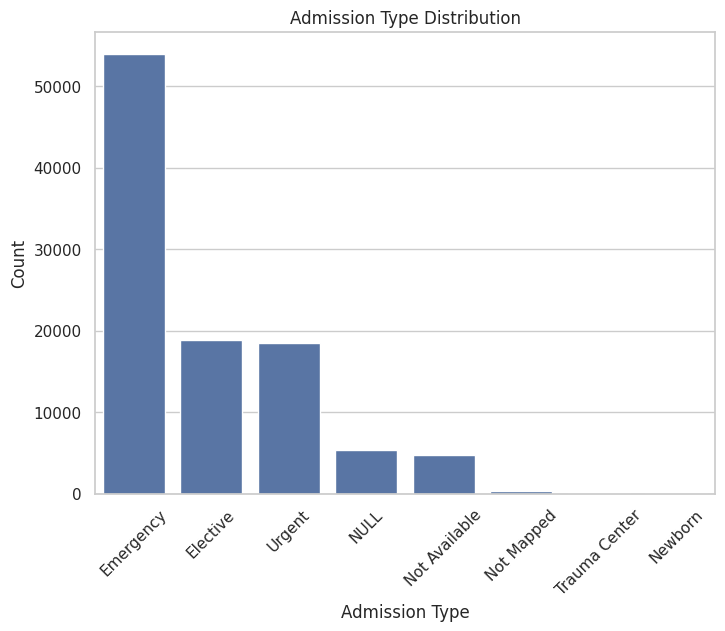 Admission Type Distribution
Count
50000
40000
30000
20000
10000
0
Emergency
Elective
Urgent
NULL
Not Available
Not Mapped
Trauma Center
Newborn
Admission Type